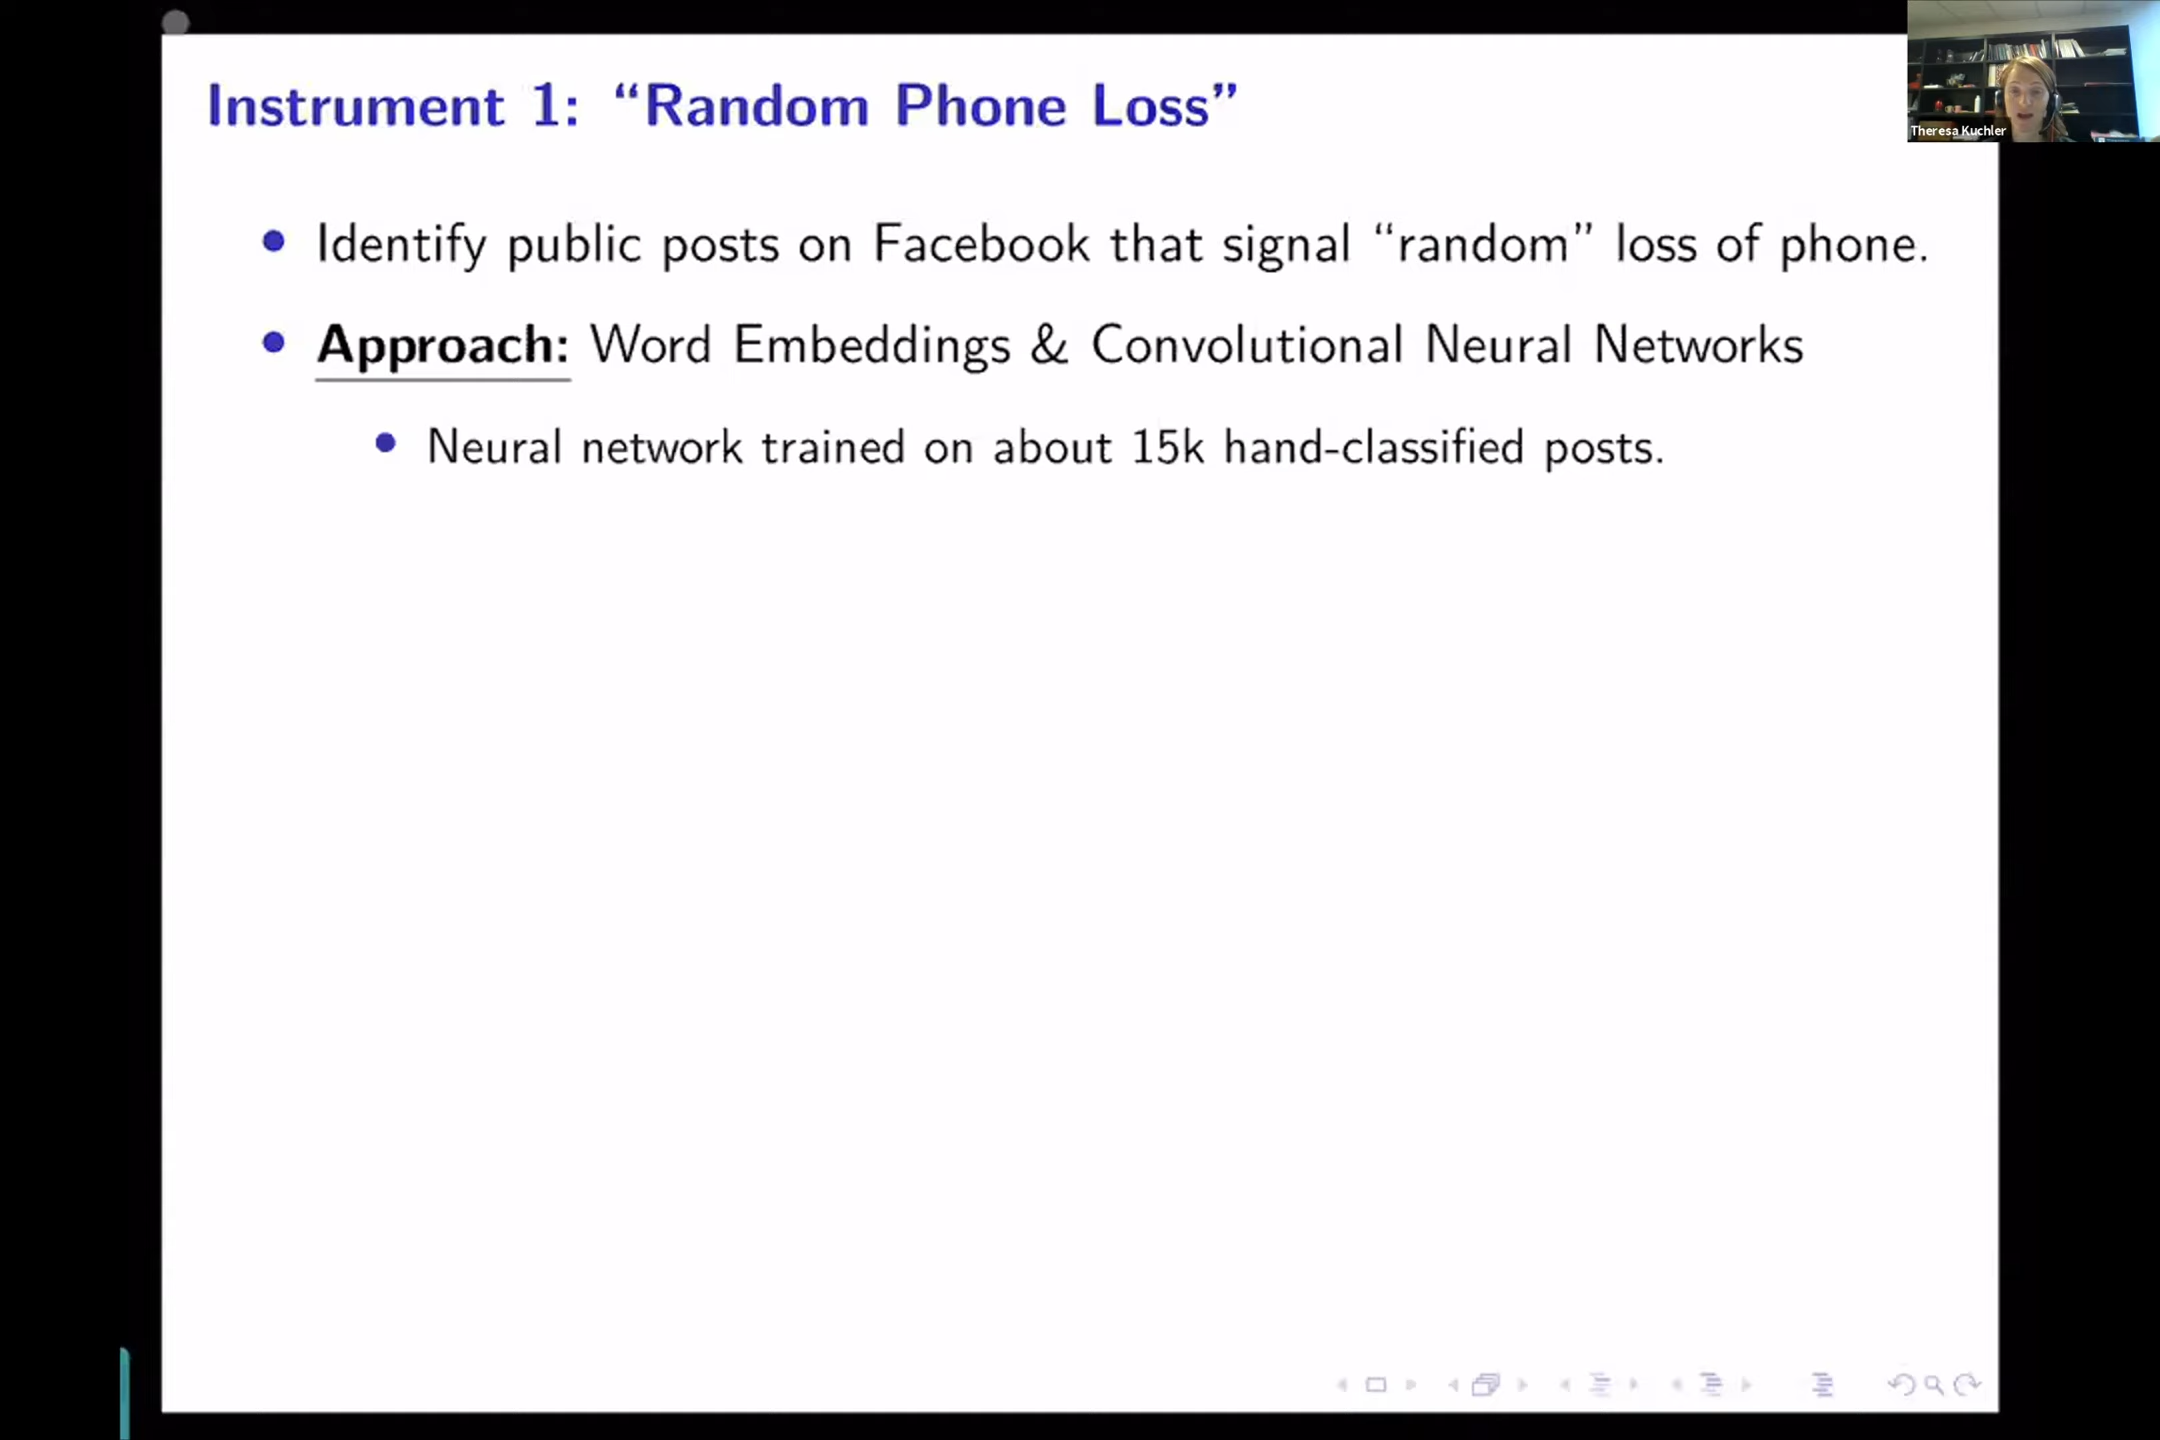 Instrument 1: “Random Phone Loss”
Theresa Kuchler
Identify public posts on Facebook that signal “random” loss of phone.
Approach: Word Embeddings & Convolutional Neural Networks
Neural network trained on about 15k hand-classified posts.